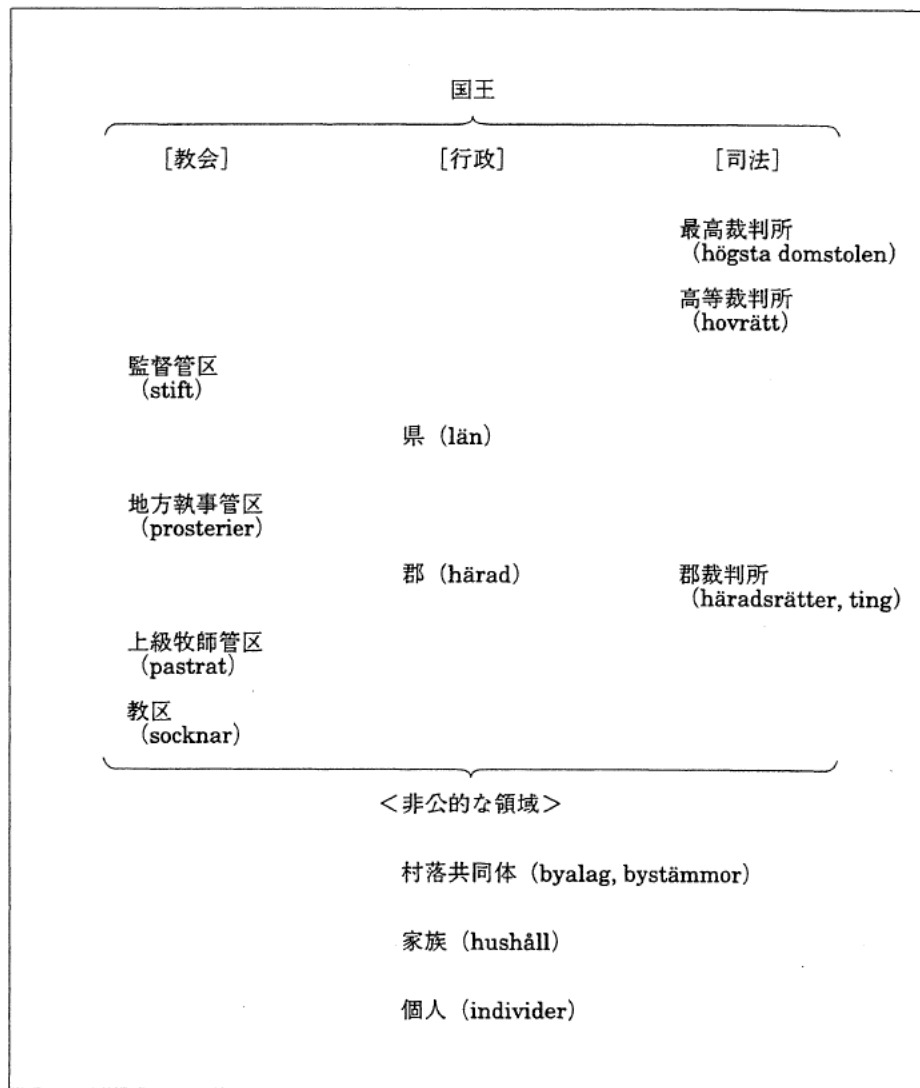 国王
[教会] [行政] [司法]
最高裁判所
(högsta domstolen)
高等裁判所
(hovrätt)
監督管区
(stift)
県 (län)
地方執事管区
(prosterier)
郡 (härad) 郡裁判所
(häradsrätter, ting)
上級牧師管区
(pastrat)
教区
(socknar)
<非公的な領域>
村落共同体 (byalag, bystämmor)
家族 (hushåll)
個人 (individer)